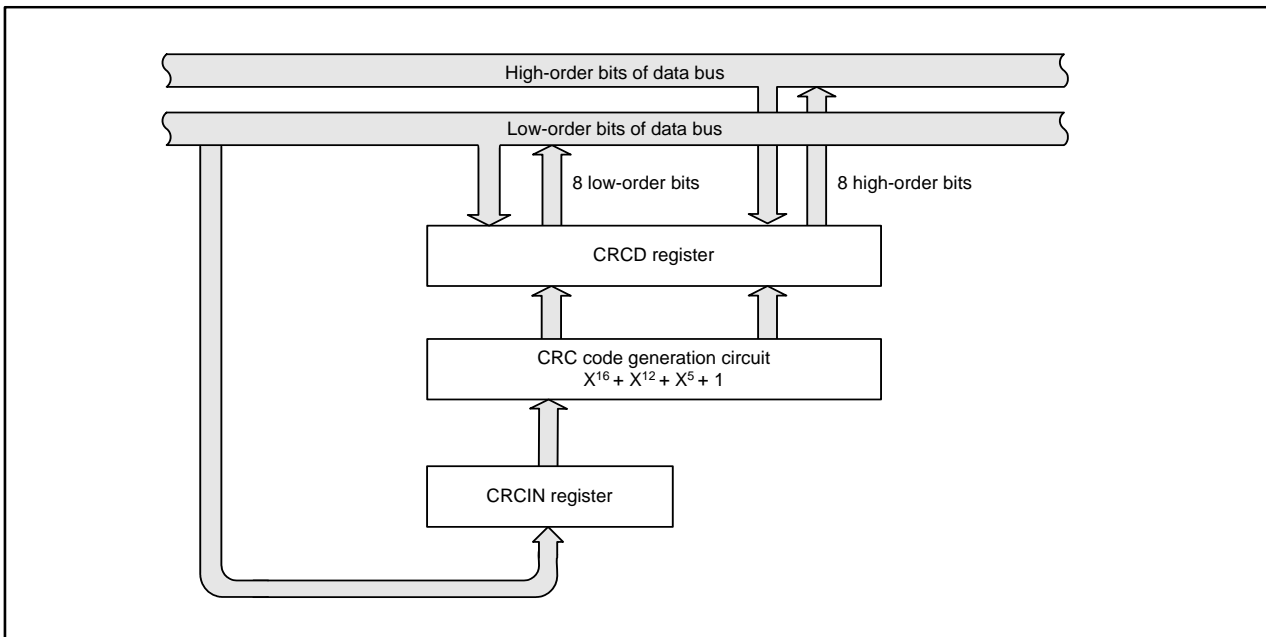 High-order bits of data bus
Low-order bits of data bus
8 low-order bits
8 high-order bits
CRCD register
CRC code generation circuit
X¹⁶ + X¹² + X⁵ + 1
CRCIN register